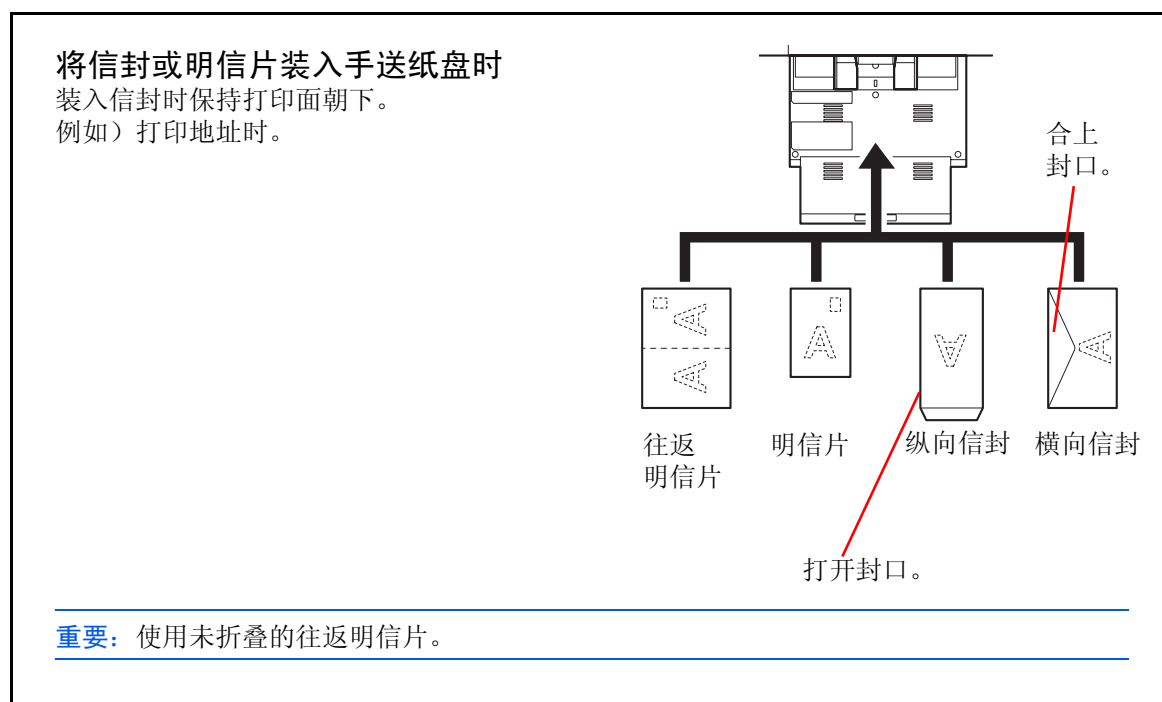 将信封或明信片装入手送纸盘时
装入信封时保持打印面朝下。
例如）打印地址时。
合上
封口。
A
A
A
A
A
往返
明信片
明信片
纵向信封
横向信封
打开封口。
重要：使用未折叠的往返明信片。